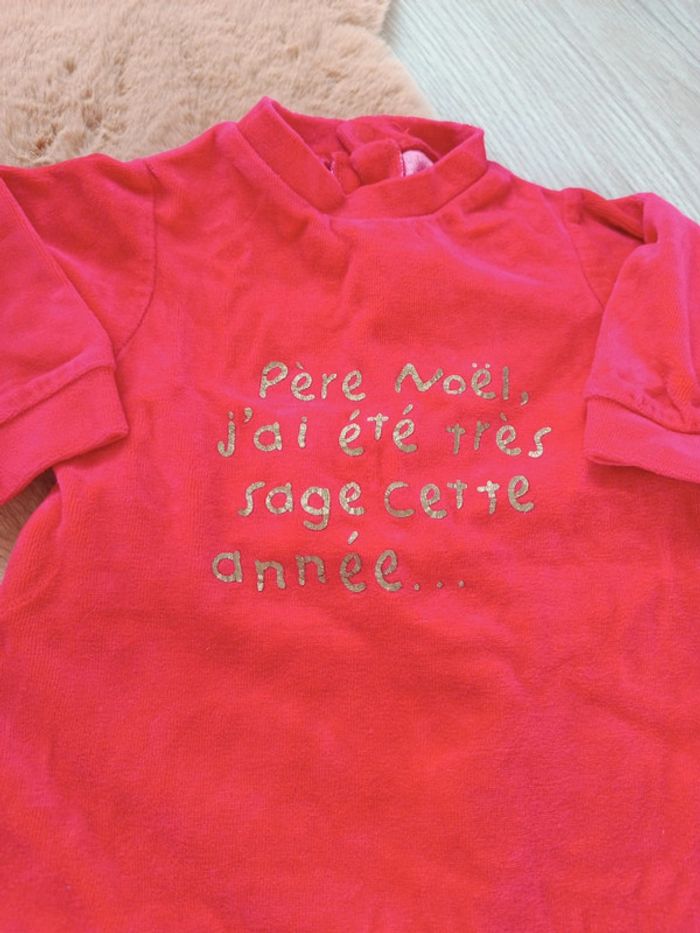 Père Noël,
j'ai été très
sage cette
année...